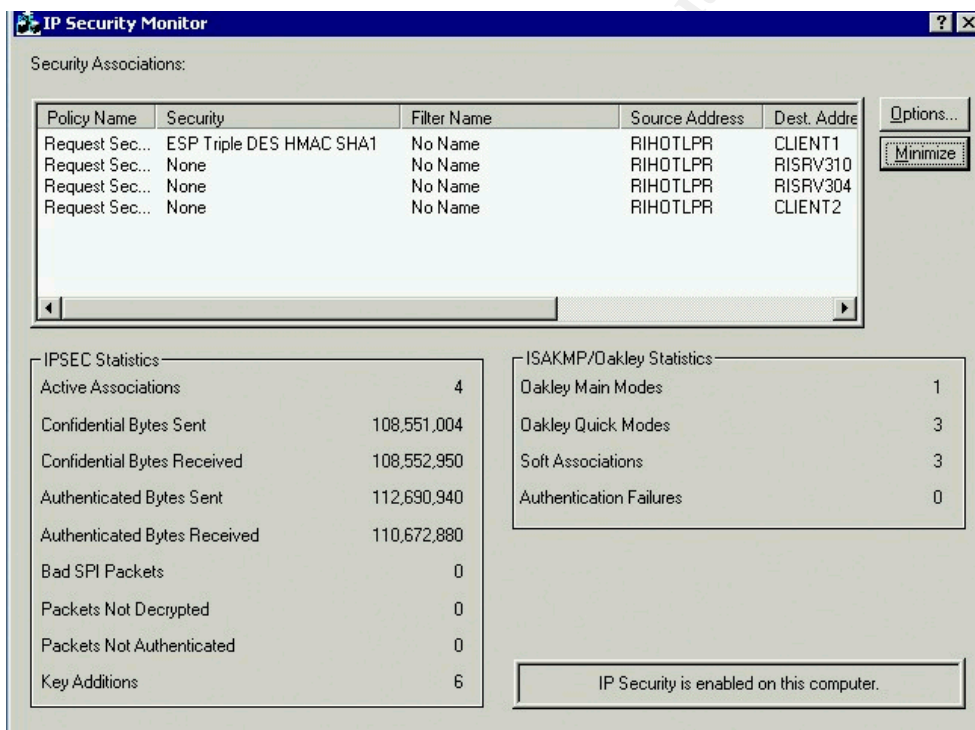 IP Security Monitor
Security Associations:
Policy Name Security Filter Name Source Address Dest. Addre
Request Sec... ESP Triple DES HMAC SHA1 No Name RIHOTLPR CLIENT1
Request Sec... None No Name RIHOTLPR RISRV310
Request Sec... None No Name RIHOTLPR RISRV304
Request Sec... None No Name RIHOTLPR CLIENT2
Options...
Minimize
IPSEC Statistics
Active Associations 4
Confidential Bytes Sent 108,551,004
Confidential Bytes Received 108,552,950
Authenticated Bytes Sent 112,690,940
Authenticated Bytes Received 110,672,880
Bad SPI Packets 0
Packets Not Decrypted 0
Packets Not Authenticated 0
Key Additions 6
ISAKMP/Oakley Statistics
Oakley Main Modes 1
Oakley Quick Modes 3
Soft Associations 3
Authentication Failures 0
IP Security is enabled on this computer.